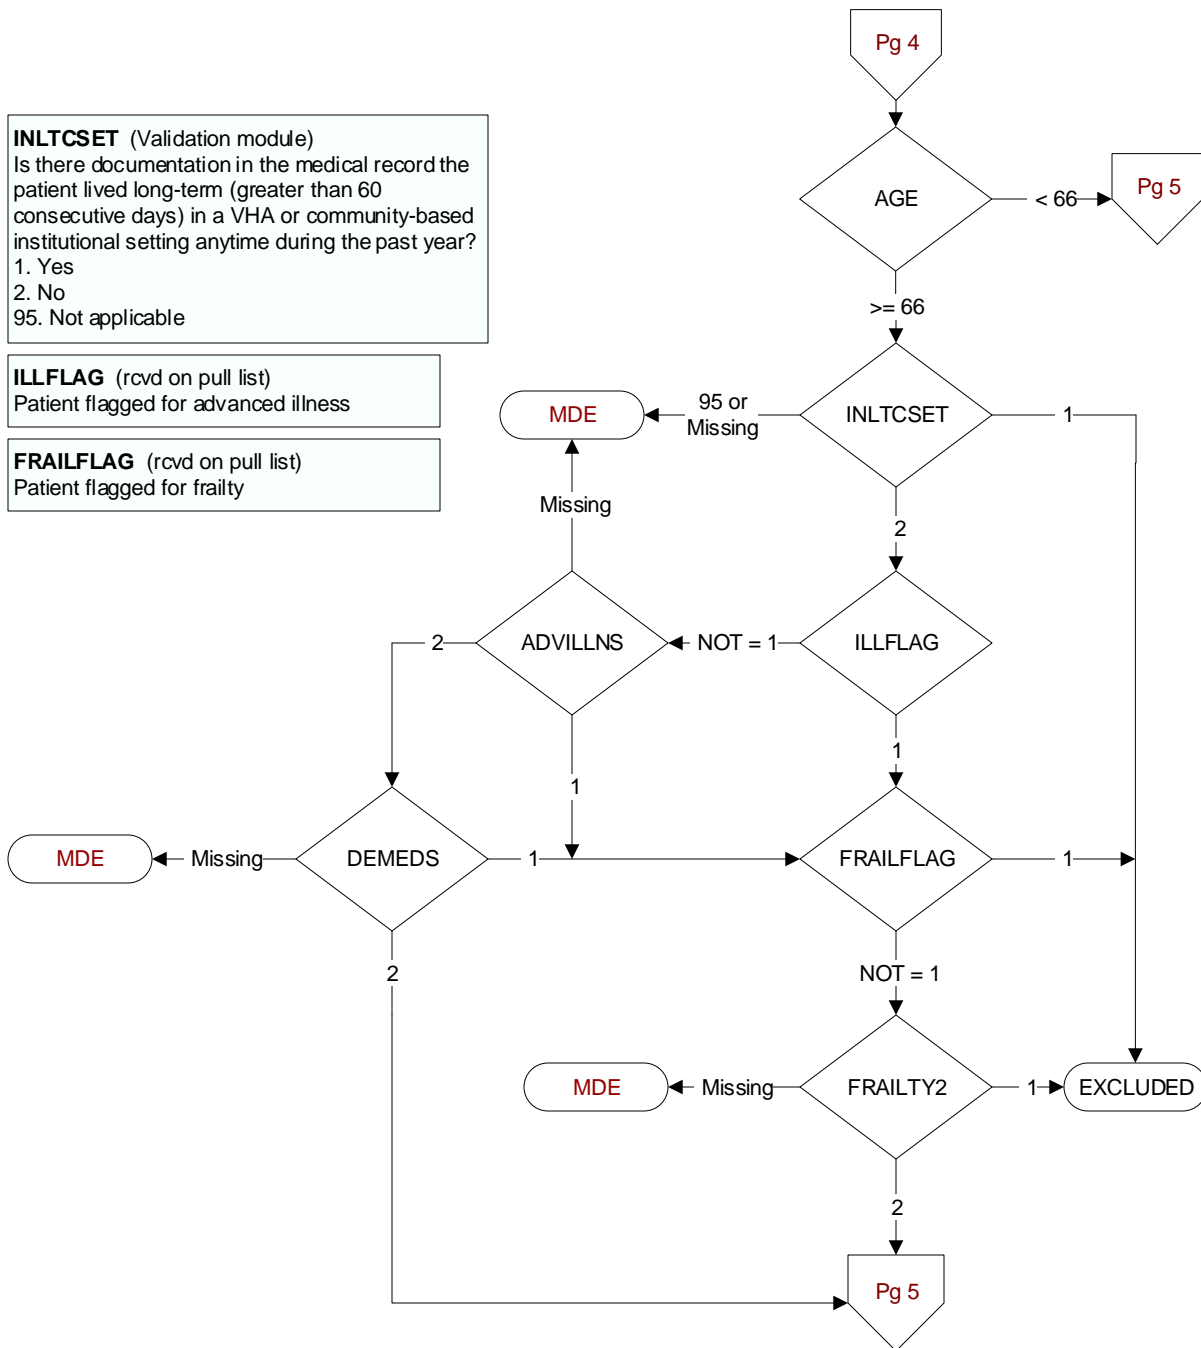 Pg 4
INLTCSET (Validation module)
Is there documentation in the medical record the
patient lived long-term (greater than 60
consecutive days) in a VHA or community-based
institutional setting anytime during the past year?
1. Yes
2. No
95. Not applicable
AGE
< 66
Pg 5
>= 66
ILLFLAG (rcvd on pull list)
Patient flagged for advanced illness
FRAILFLAG (rcvd on pull list)
Patient flagged for frailty
MDE
95 or
Missing
INLTCSET
1
Missing
2
2
ADVILLNS
NOT = 1
ILLFLAG
1
1
MDE
Missing
DEMEDS
1
FRAILFLAG
1
2
NOT = 1
MDE
Missing
FRAILTY2
1
EXCLUDED
2
Pg 5